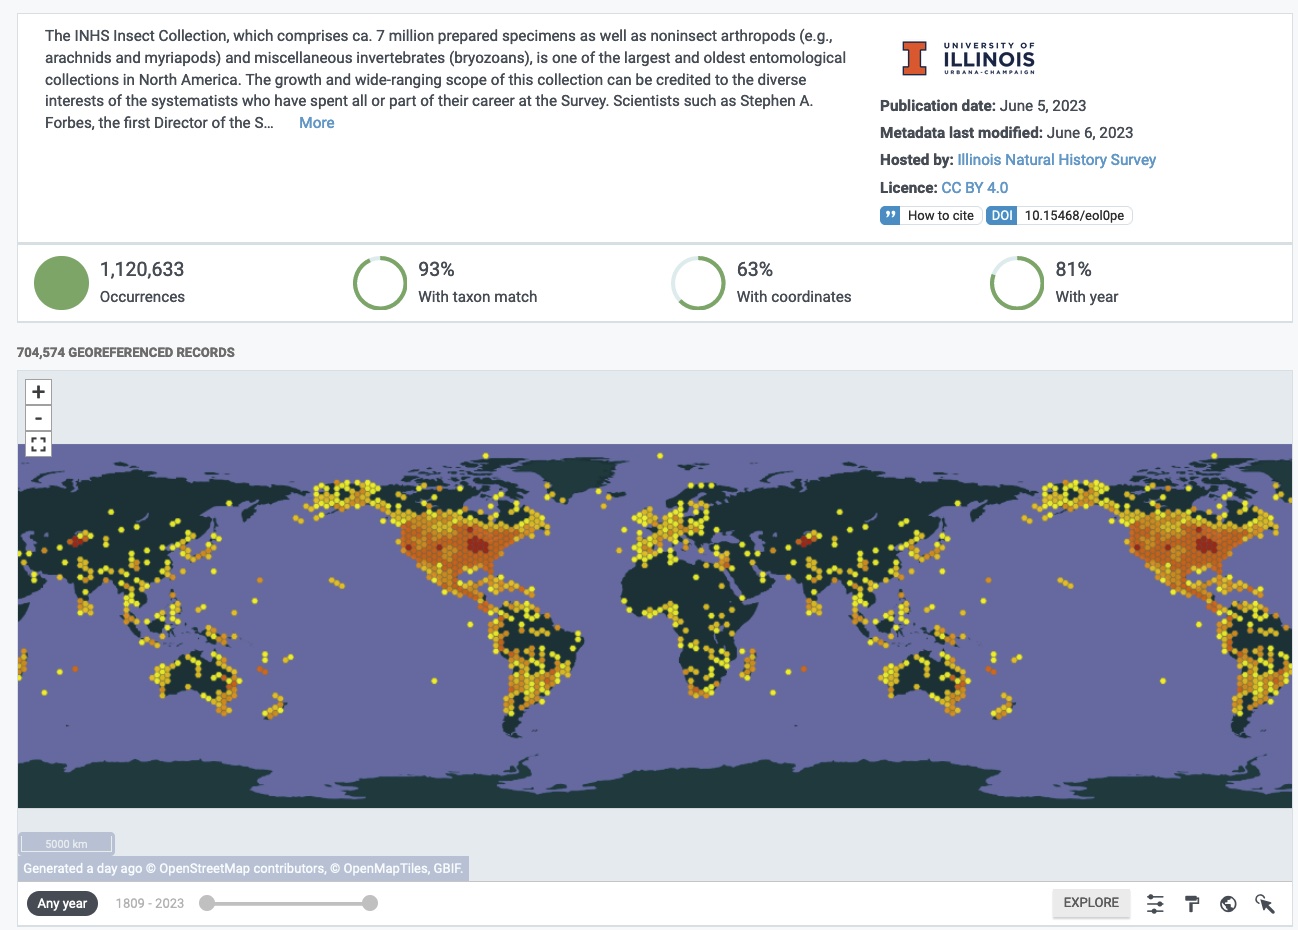 The INHS Insect Collection, which comprises ca. 7 million prepared specimens as well as noninsect arthropods (e.g.,
arachnids and myriapods) and miscellaneous invertebrates (bryozoans), is one of the largest and oldest entomological
collections in North America. The growth and wide-ranging scope of this collection can be credited to the diverse
interests of the systematists who have spent all or part of their career at the Survey. Scientists such as Stephen A.
Forbes, the first Director of the S... More
UNIVERSITY OF
ILLINOIS
URBANA-CHAMPAIGN
Publication date: June 5, 2023
Metadata last modified: June 6, 2023
Hosted by: Illinois Natural History Survey
Licence: CC BY 4.0
" How to cite DOI 10.15468/eol0pe
1,120,633
Occurrences
93%
With taxon match
63%
With coordinates
81%
With year
704,574 GEOREFERENCED RECORDS
+
-
5000 km
Generated a day ago © OpenStreetMap contributors, © OpenMapTiles, GBIF.
Any year 1809 - 2023 EXPLORE